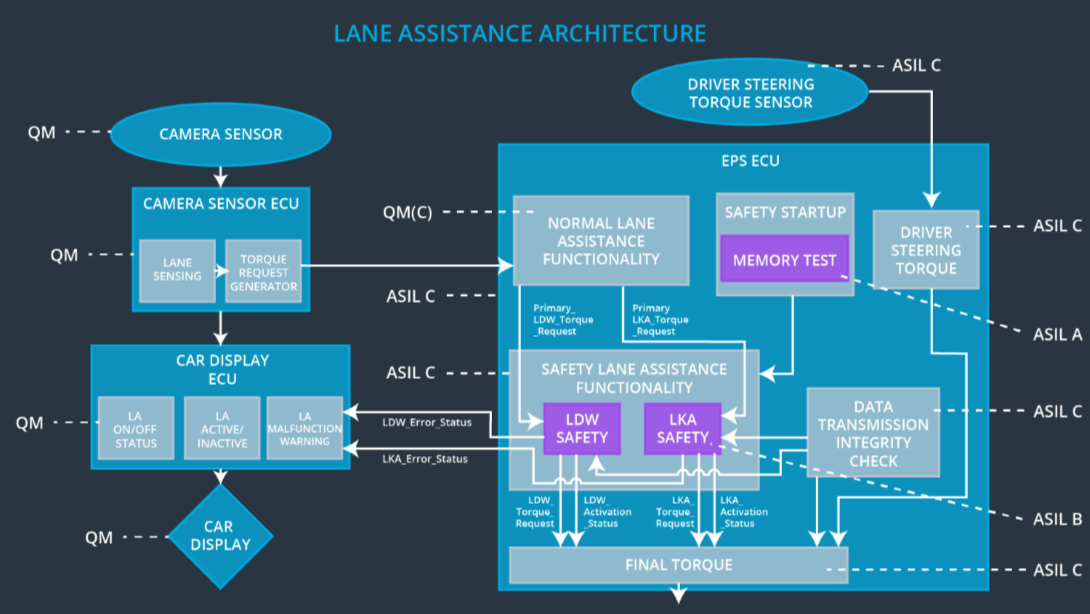 LANE ASSISTANCE ARCHITECTURE
QM
CAMERA SENSOR
CAMERA SENSOR ECU
QM
LANE
SENSING
TORQUE
REQUEST
GENERATOR
CAR DISPLAY
ECU
QM
LA
ON/OFF
STATUS
LA
ACTIVE/
INACTIVE
LA
MALFUNCTION
WARNING
QM
CAR
DISPLAY
DRIVER STEERING
TORQUE SENSOR
ASIL C
EPS ECU
QM(C)
NORMAL LANE
ASSISTANCE
FUNCTIONALITY
SAFETY STARTUP
MEMORY TEST
DRIVER
STEERING
TORQUE
ASIL C
ASIL C
ASIL A
Primary_
LDW_Torque
_Request
Primary
LKA_Torque
_Request
ASIL C
SAFETY LANE ASSISTANCE
FUNCTIONALITY
LDW
SAFETY
LKA
SAFETY
DATA
TRANSMISSION
INTEGRITY
CHECK
ASIL C
LDW_Error_Status
LKA_Error_Status
LDW_
Torque_
Request
LDW_
Activation
_Status
LKA_
Torque_
Request
LKA_
Activation
_Status
ASIL B
FINAL TORQUE
ASIL C